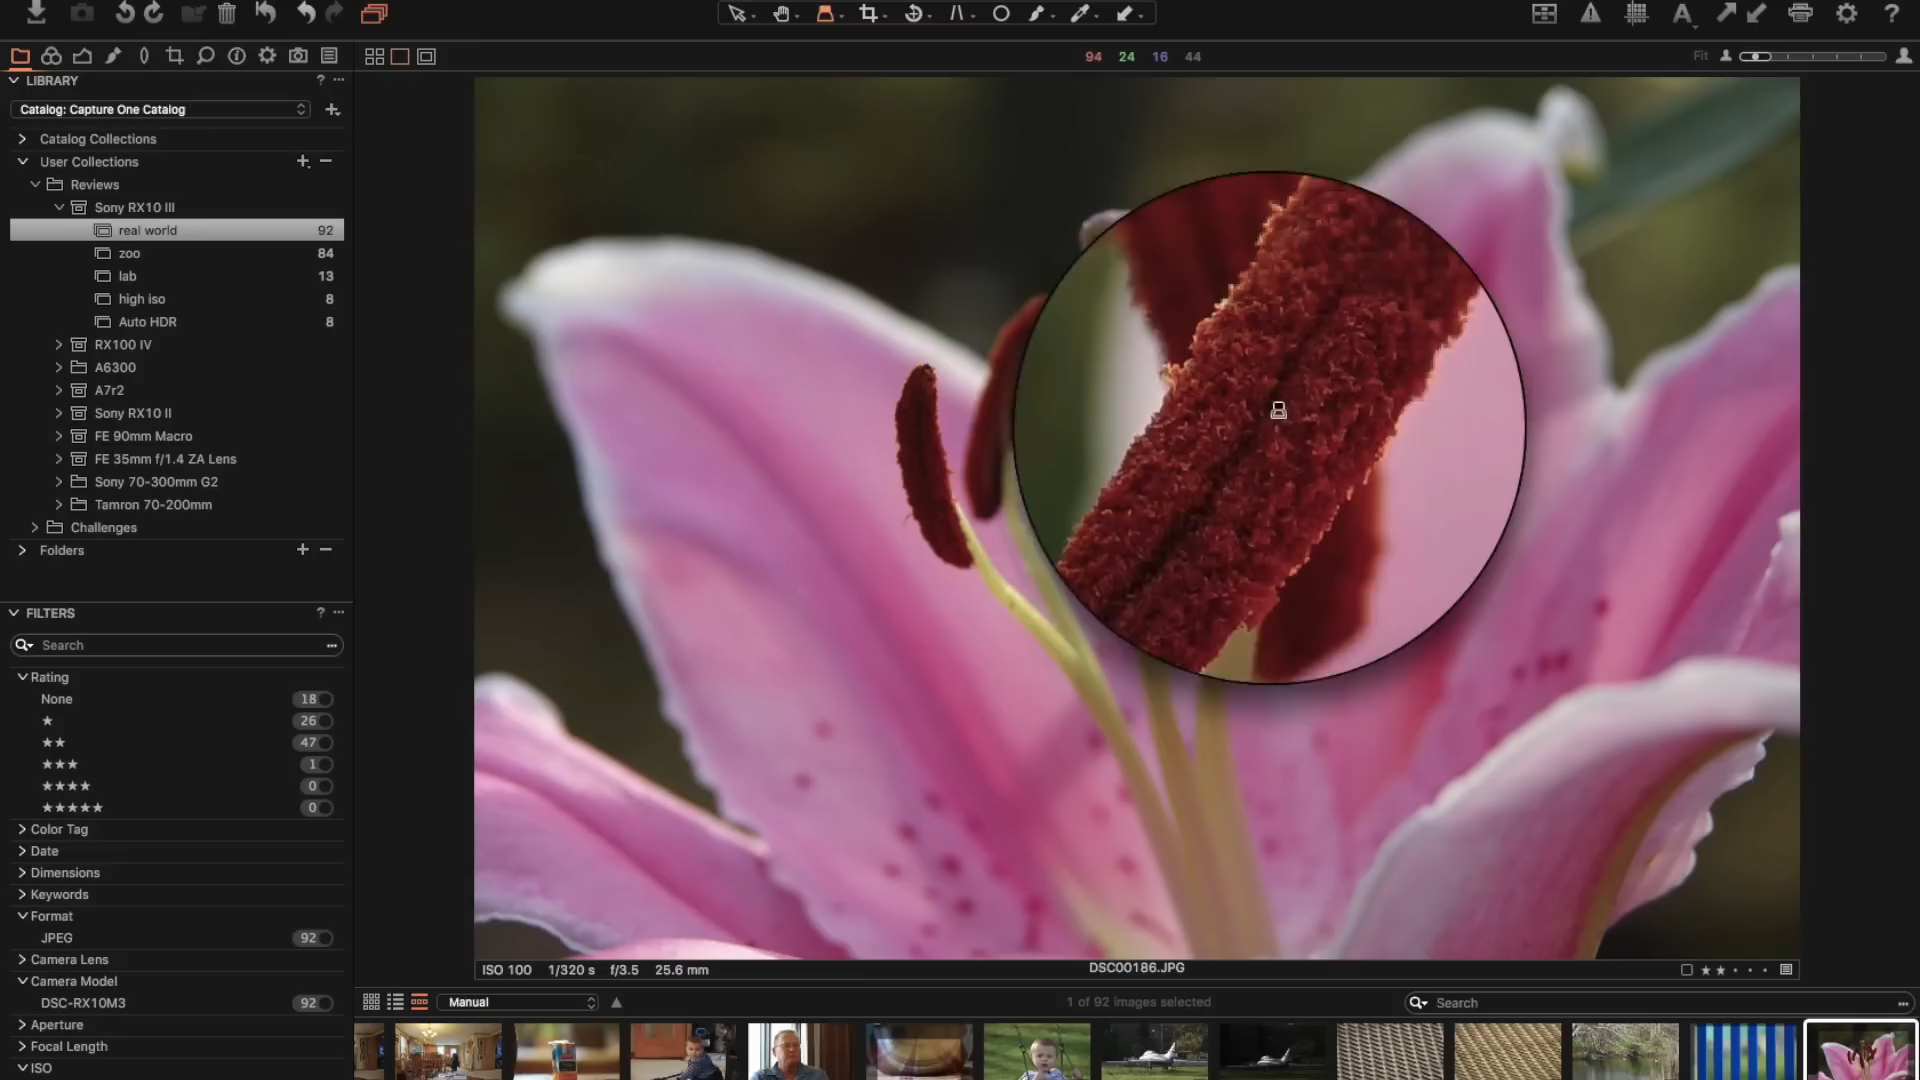 94 24 16 44
Fit
LIBRARY ? ...
Catalog: Capture One Catalog
Catalog Collections
User Collections
Reviews
Sony RX10 III
real world 92
zoo 84
lab 13
high iso 8
Auto HDR 8
RX100 IV
A6300
A7r2
Sony RX10 II
FE 90mm Macro
FE 35mm f/1.4 ZA Lens
Sony 70-300mm G2
Tamron 70-200mm
Challenges
Folders
FILTERS ? ...
Search ...
Rating
None 18
★ 26
★★ 47
★★★ 1
★★★★ 0
★★★★★ 0
Color Tag
Date
Dimensions
Keywords
Format
JPEG 92
Camera Lens
Camera Model
DSC-RX10M3 92
Aperture
Focal Length
ISO
ISO 100 1/320 s f/3.5 25.6 mm
DSC00186.JPG
Manual
1 of 92 images selected
Search ...